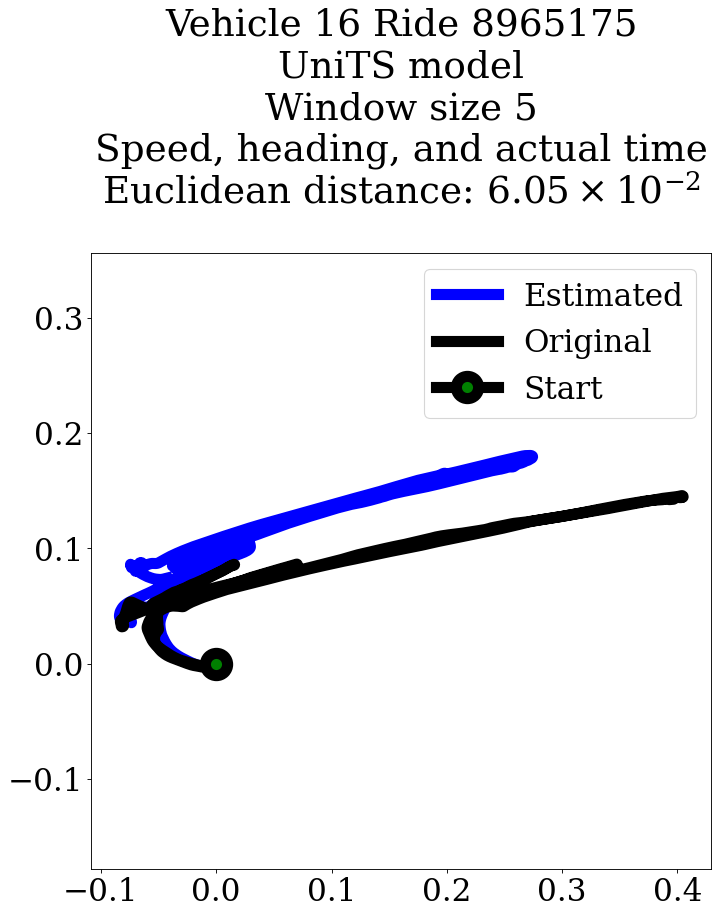 Vehicle 16 Ride 8965175
UniTS model
Window size 5
Speed, heading, and actual time
Euclidean distance: 6.05 × 10⁻²
Estimated
Original
Start
0.3
0.2
0.1
0.0
−0.1
−0.1 0.0 0.1 0.2 0.3 0.4